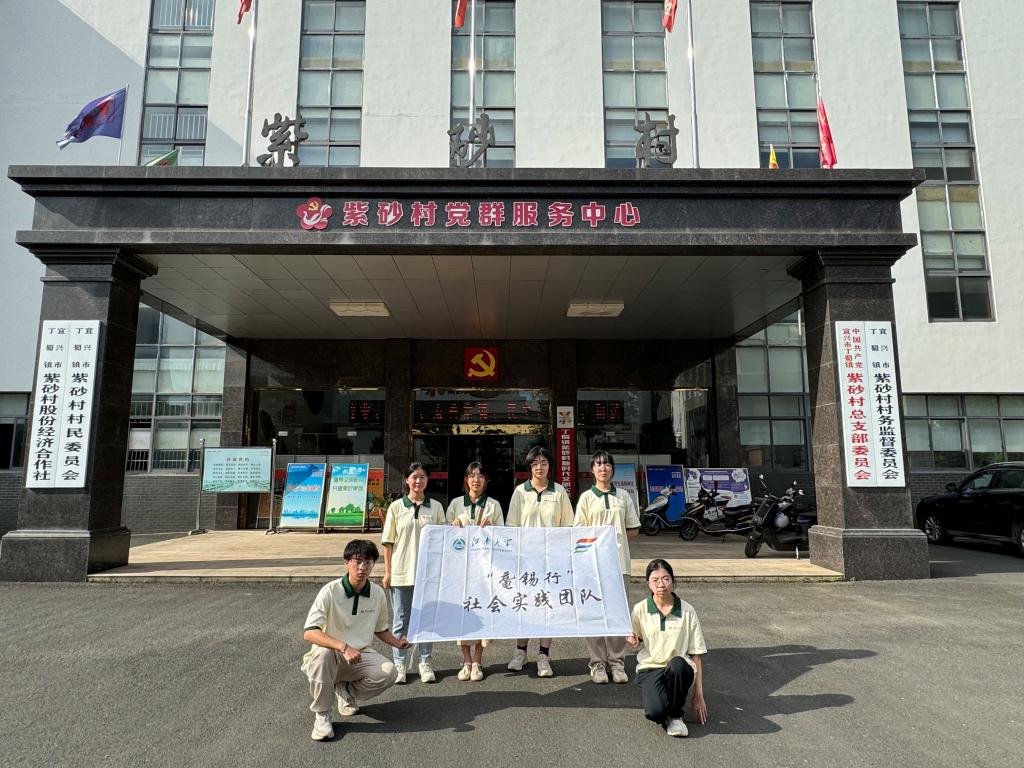 紫砂村
紫砂村党群服务中心
宜兴市
丁蜀镇
紫砂村股份经济合作社
宜兴市
丁蜀镇
紫砂村村民委员会
中国共产党
宜兴市丁蜀镇
紫砂村总支部委员会
宜兴市
丁蜀镇
紫砂村村务监督委员会
江南大学
“鼋锡行”
社会实践团队